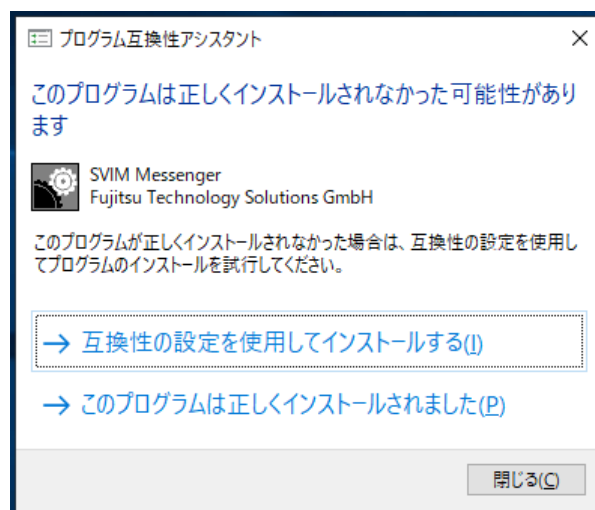 プログラム互換性アシスタント
このプログラムは正しくインストールされなかった可能性があり
ます
SVIM Messenger
Fujitsu Technology Solutions GmbH
このプログラムが正しくインストールされなかった場合は、互換性の設定を使用し
てプログラムのインストールを試行してください。
→ 互換性の設定を使用してインストールする(I)
→ このプログラムは正しくインストールされました(P)
閉じる(C)